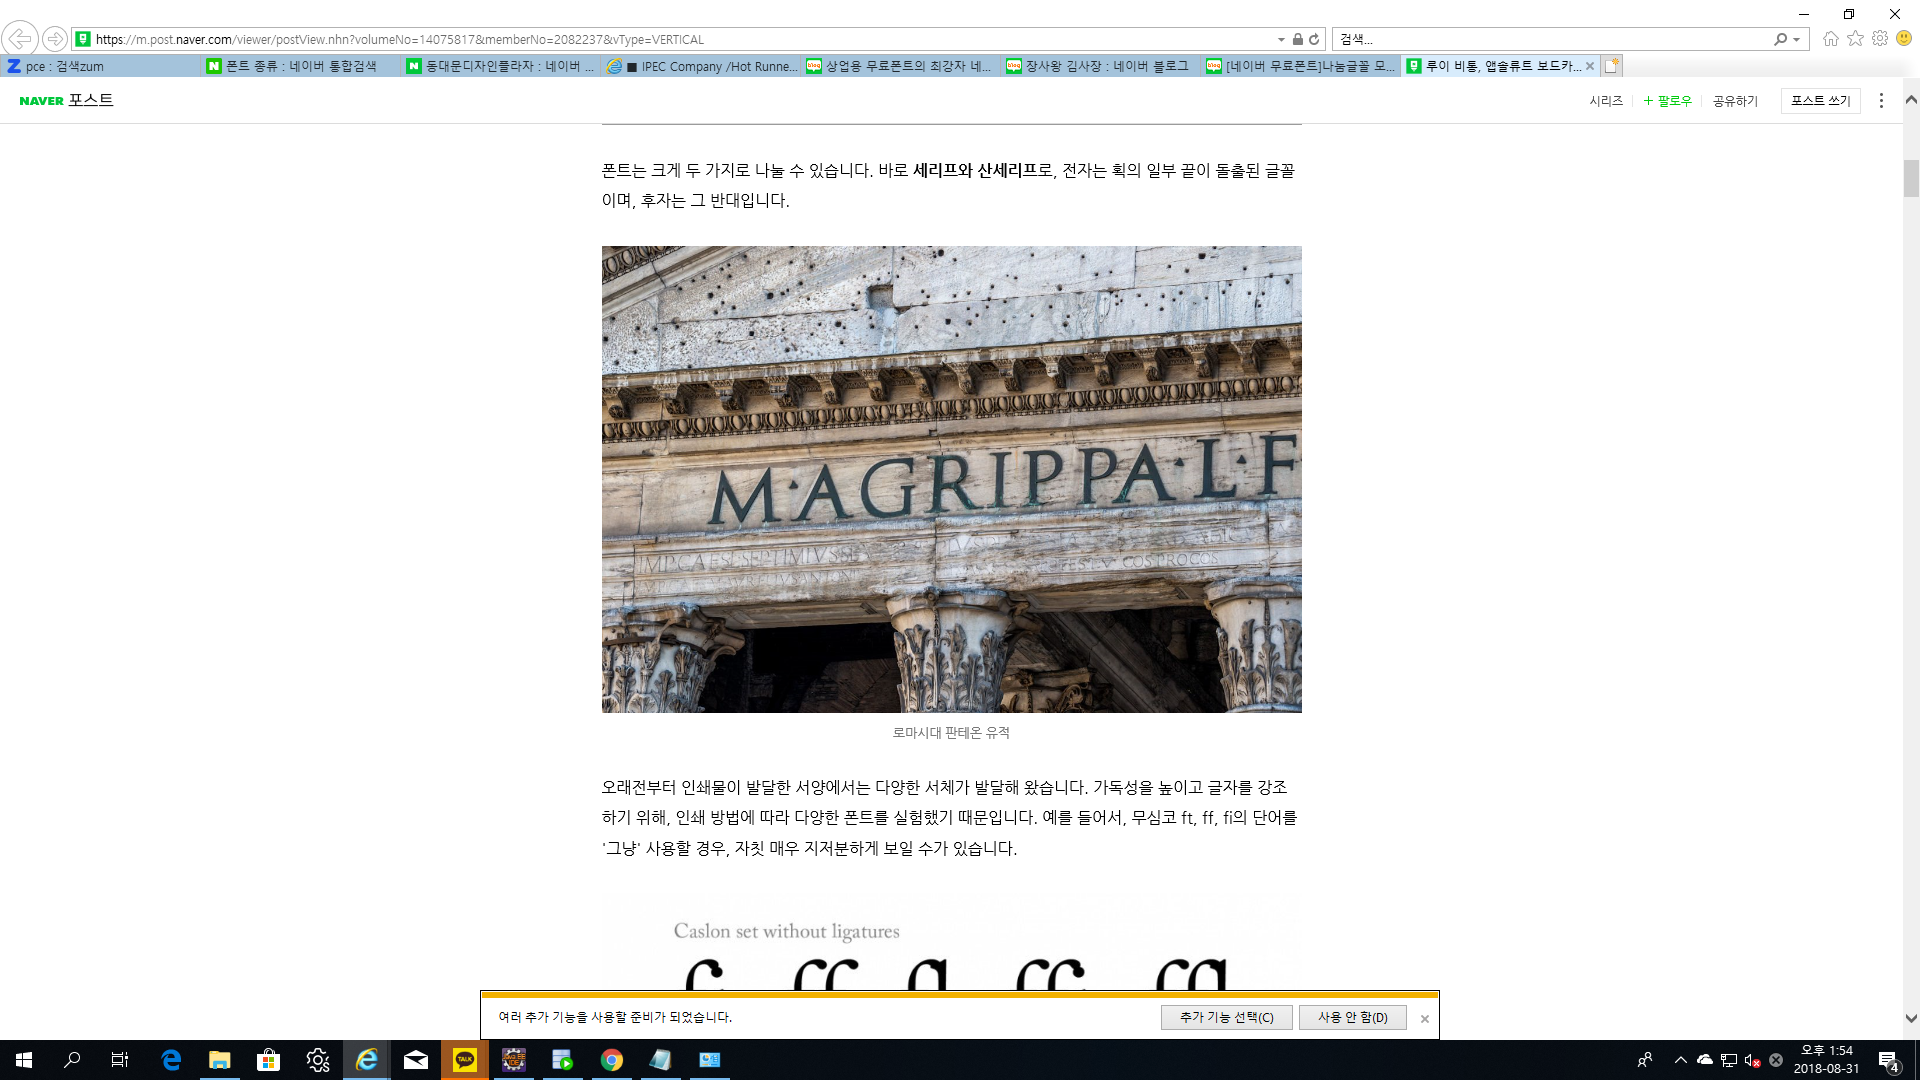 https://m.post.naver.com/viewer/postView.nhn?volumeNo=14075817&memberNo=2082237&vType=VERTICAL
검색...
pce : 검색zum
폰트 종류 : 네이버 통합검색
동대문디자인플라자 : 네이버 ...
■ IPEC Company /Hot Runne...
상업용 무료폰트의 최강자 네...
장사왕 김사장 : 네이버 블로그
[네이버 무료폰트]나눔글꼴 모...
루이 비통, 앱솔류트 보드카...
NAVER 포스트
시리즈
+ 팔로우
공유하기
포스트 쓰기
폰트는 크게 두 가지로 나눌 수 있습니다. 바로 세리프와 산세리프로, 전자는 획의 일부 끝이 돌출된 글꼴
이며, 후자는 그 반대입니다.
M·AGRIPPA·L·F
로마시대 판테온 유적
오래전부터 인쇄물이 발달한 서양에서는 다양한 서체가 발달해 왔습니다. 가독성을 높이고 글자를 강조
하기 위해, 인쇄 방법에 따라 다양한 폰트를 실험했기 때문입니다. 예를 들어서, 무심코 ft, ff, fi의 단어를
'그냥' 사용할 경우, 자칫 매우 지저분하게 보일 수가 있습니다.
Caslon set without ligatures
여러 추가 기능을 사용할 준비가 되었습니다.
추가 기능 선택(C)
사용 안 함(D)
TALK
오후 1:54
2018-08-31
4